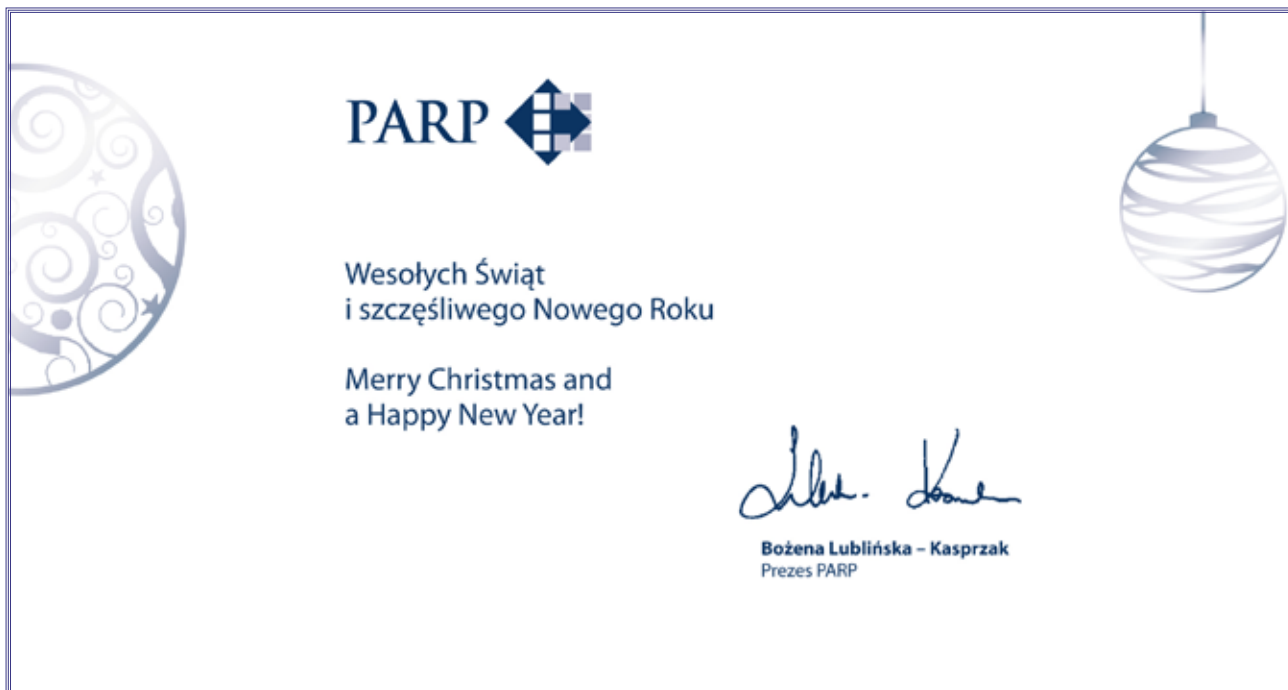 PARP
Wesołych Świąt
i szczęśliwego Nowego Roku
Merry Christmas and
a Happy New Year!
Bożena Lublińska – Kasprzak
Prezes PARP